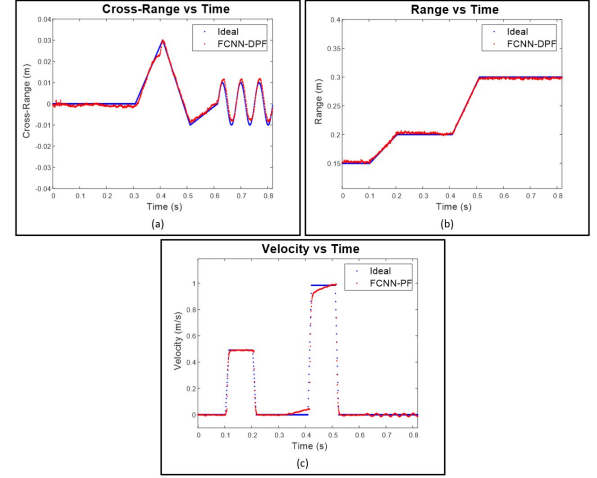 Cross-Range vs Time
Ideal
FCNN-DPF
0.04
0.03
0.02
0.01
0
-0.01
-0.02
-0.03
-0.04
Cross-Range (m)
0 0.1 0.2 0.3 0.4 0.5 0.6 0.7 0.8
Time (s)
(a)
Range vs Time
Ideal
FCNN-DPF
0.4
0.3
0.2
0.15
Range (m)
0 0.1 0.2 0.3 0.4 0.5 0.6 0.7 0.8
Time (s)
(b)
Velocity vs Time
Ideal
FCNN-PF
1
0.8
0.6
0.4
0.2
0
Velocity (m/s)
0 0.1 0.2 0.3 0.4 0.5 0.6 0.7 0.8
Time (s)
(c)